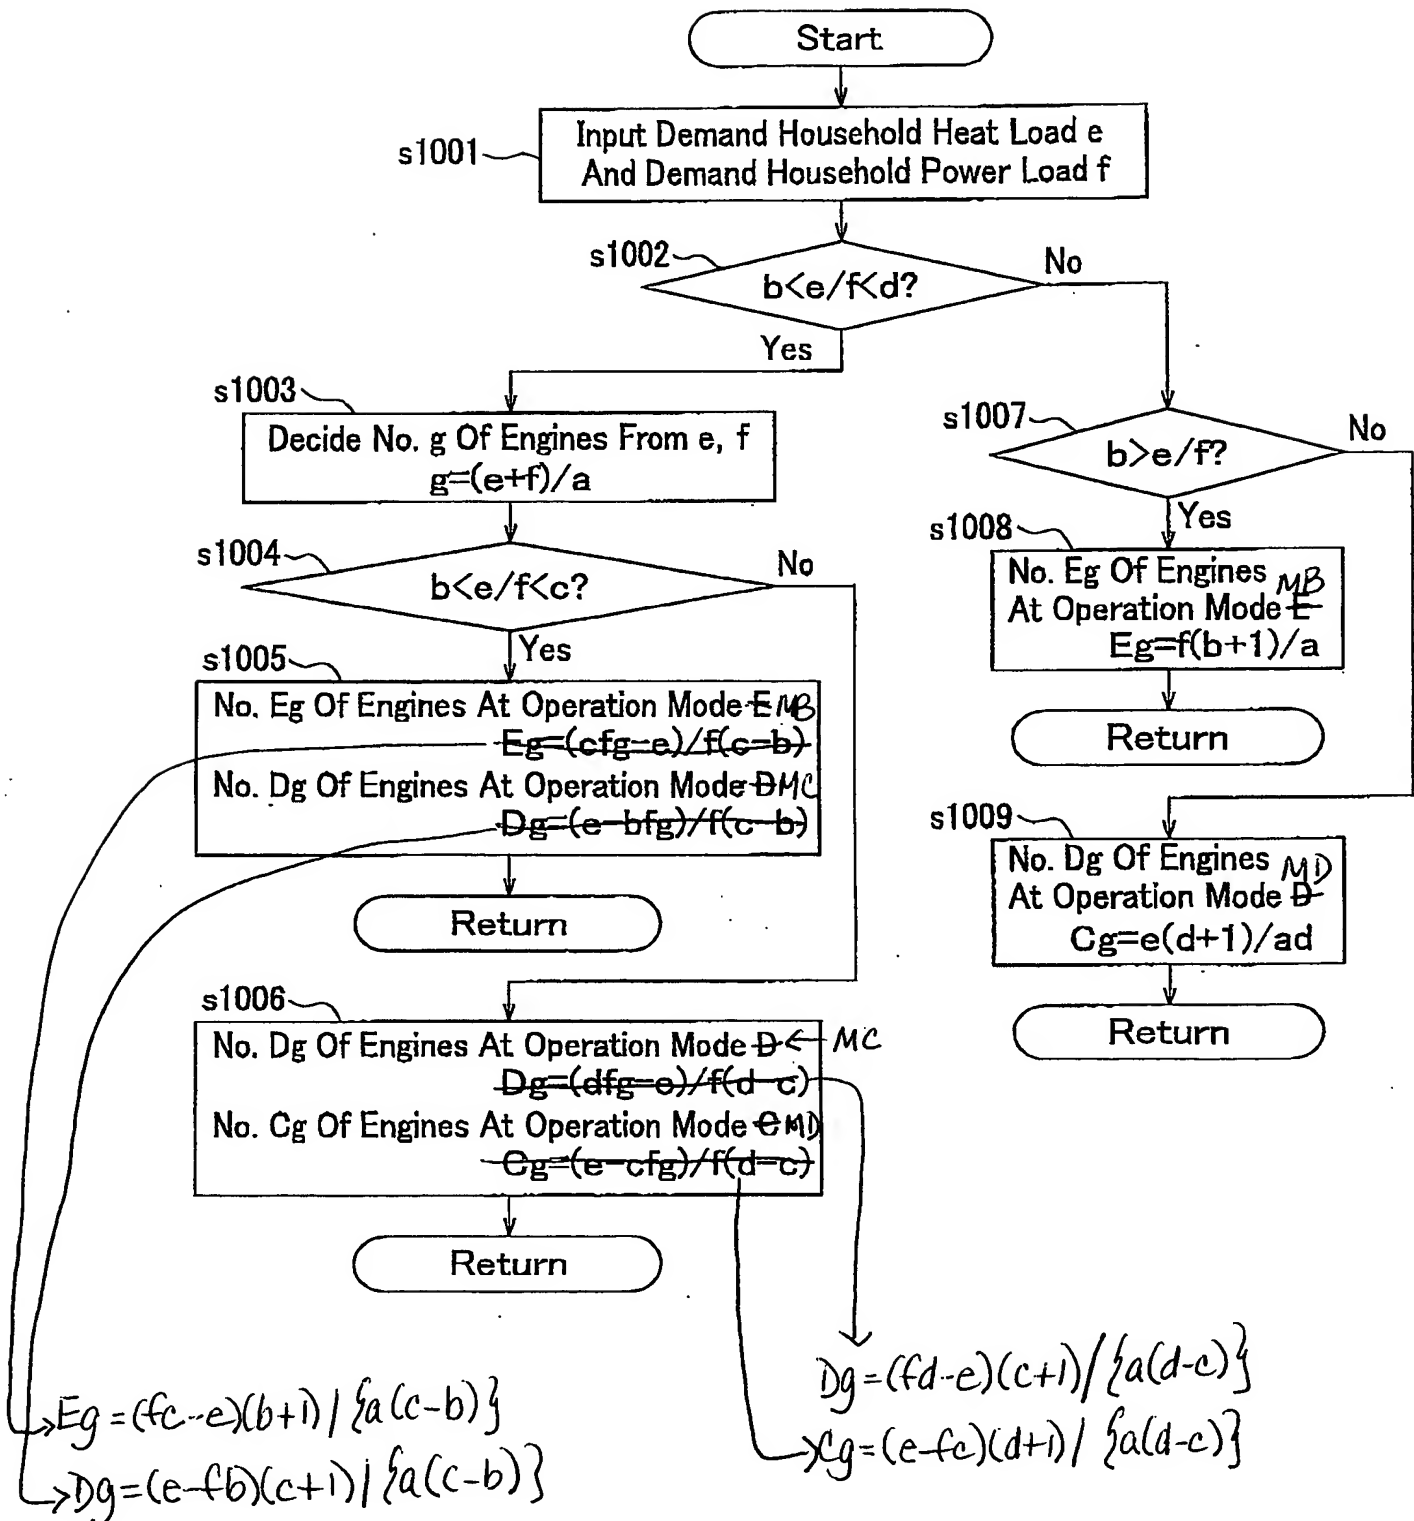 Start
s1001
Input Demand Household Heat Load e
And Demand Household Power Load f
s1002
b<e/f<d?
No
Yes
s1003
Decide No. g Of Engines From e, f
g=(e+f)/a
s1004
b<e/f<c?
No
Yes
s1005
No. Eg Of Engines At Operation Mode E MB
Eg=(cfg-e)/f(c-b)
No. Dg Of Engines At Operation Mode D MC
Dg=(e-bfg)/f(c-b)
Return
s1006
No. Dg Of Engines At Operation Mode D ← MC
Dg=(dfg-e)/f(d-c)
No. Cg Of Engines At Operation Mode C MD
Cg=(e-cfg)/f(d-c)
Return
s1007
b>e/f?
No
Yes
s1008
No. Eg Of Engines
At Operation Mode E MB
Eg=f(b+1)/a
Return
s1009
No. Dg Of Engines
At Operation Mode D MD
Cg=e(d+1)/ad
Return
Eg=(fc-e)(b+1)/{a(c-b)}
Dg=(e-fb)(c+1)/{a(c-b)}
Dg=(fd-e)(c+1)/{a(d-c)}
Cg=(e-fc)(d+1)/{a(d-c)}